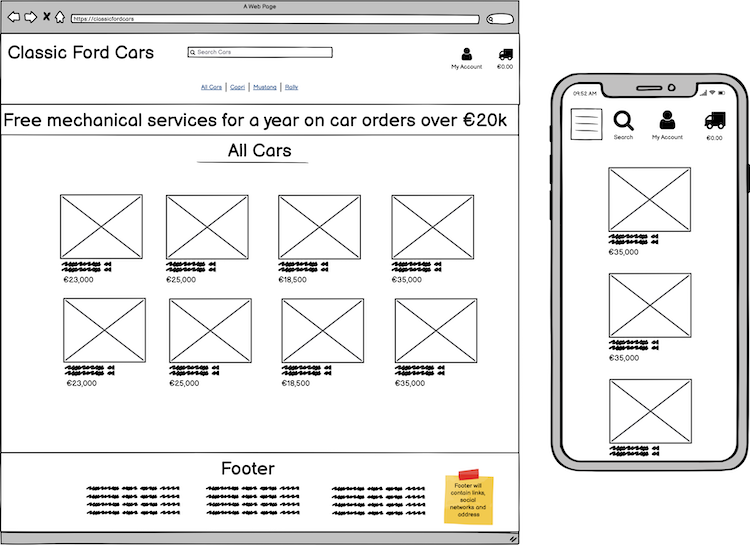 A Web Page
https://classicfordcars
Classic Ford Cars
Search Cars
My Account
€0.00
All Cars
Capri
Mustang
Rally
Free mechanical services for a year on car orders over €20k
All Cars
€23,000
€25,000
€18,500
€35,000
€23,000
€25,000
€18,500
€35,000
Footer
Footer will
contain links,
social
networks and
address
09:52 AM
Search
My Account
€0.00
€35,000
€35,000